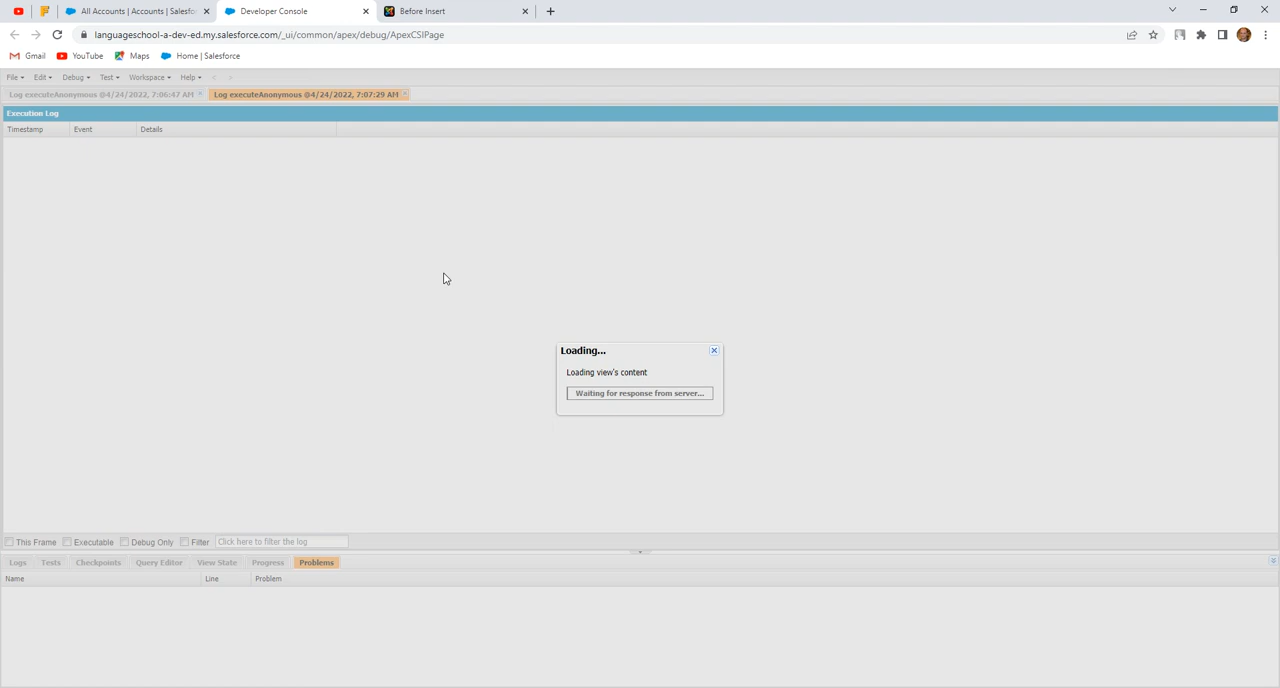 All Accounts | Accounts | Salesfo
Developer Console
Before Insert
languageschool-a-dev-ed.my.salesforce.com/_ui/common/apex/debug/ApexCSIPage
Gmail
YouTube
Maps
Home | Salesforce
File
Edit
Debug
Test
Workspace
Help
<
>
Log executeAnonymous @4/24/2022, 7:06:47 AM
Log executeAnonymous @4/24/2022, 7:07:29 AM
Execution Log
Timestamp
Event
Details
Loading...
Loading view's content
Waiting for response from server...
This Frame
Executable
Debug Only
Filter
Click here to filter the log
Logs
Tests
Checkpoints
Query Editor
View State
Progress
Problems
Name
Line
Problem